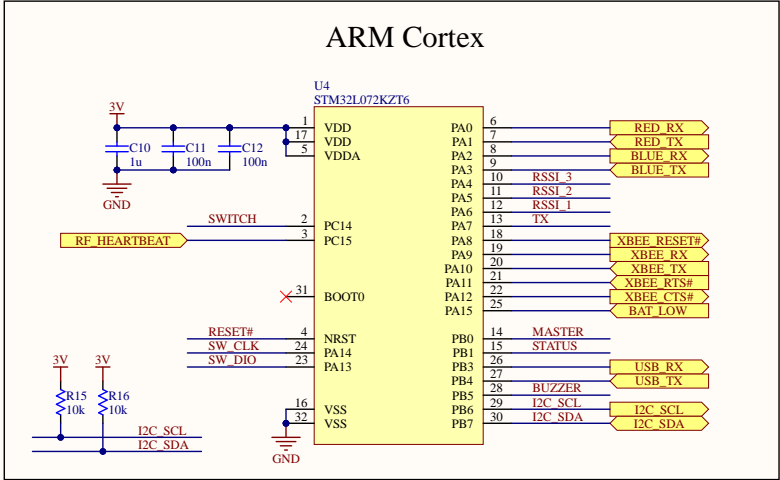 ARM Cortex
U4
STM32L072KZT6
3V
C10
1u
C11
100n
C12
100n
GND
1 VDD
17 VDD
5 VDDA
SWITCH 2 PC14
RF_HEARTBEAT 3 PC15
31 BOOT0
RESET# 4 NRST
SW_CLK 24 PA14
SW_DIO 23 PA13
16 VSS
32 VSS
GND
PA0 6 RED_RX
PA1 7 RED_TX
PA2 8 BLUE_RX
PA3 9 BLUE_TX
PA4 10 RSSI_3
PA5 11 RSSI_2
PA6 12 RSSI_1
PA7 13 TX
PA8 18 XBEE_RESET#
PA9 19 XBEE_RX
PA10 20 XBEE_TX
PA11 21 XBEE_RTS#
PA12 22 XBEE_CTS#
PA15 25 BAT_LOW
PB0 14 MASTER
PB1 15 STATUS
PB3 26 USB_RX
PB4 27 USB_TX
PB5 28 BUZZER
PB6 29 I2C_SCL I2C_SCL
PB7 30 I2C_SDA I2C_SDA
3V 3V
R15
10k
R16
10k
I2C_SCL
I2C_SDA